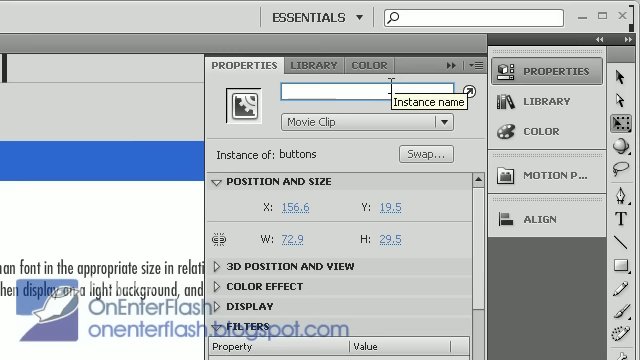 ESSENTIALS
PROPERTIES LIBRARY COLOR
Instance name
Movie Clip
Instance of: buttons Swap...
POSITION AND SIZE
X: 156.6 Y: 19.5
W: 72.9 H: 29.5
3D POSITION AND VIEW
COLOR EFFECT
DISPLAY
FILTERS
Property Value
PROPERTIES
LIBRARY
COLOR
MOTION P...
ALIGN
T
an font in the appropriate size in relati
hen display on a light background, and
OnEnterFlash
onenterflash.blogspot.com